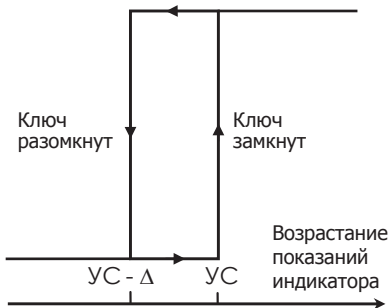 Ключ
разомкнут
Ключ
замкнут
УС - Δ
УС
Возрастание
показаний
индикатора